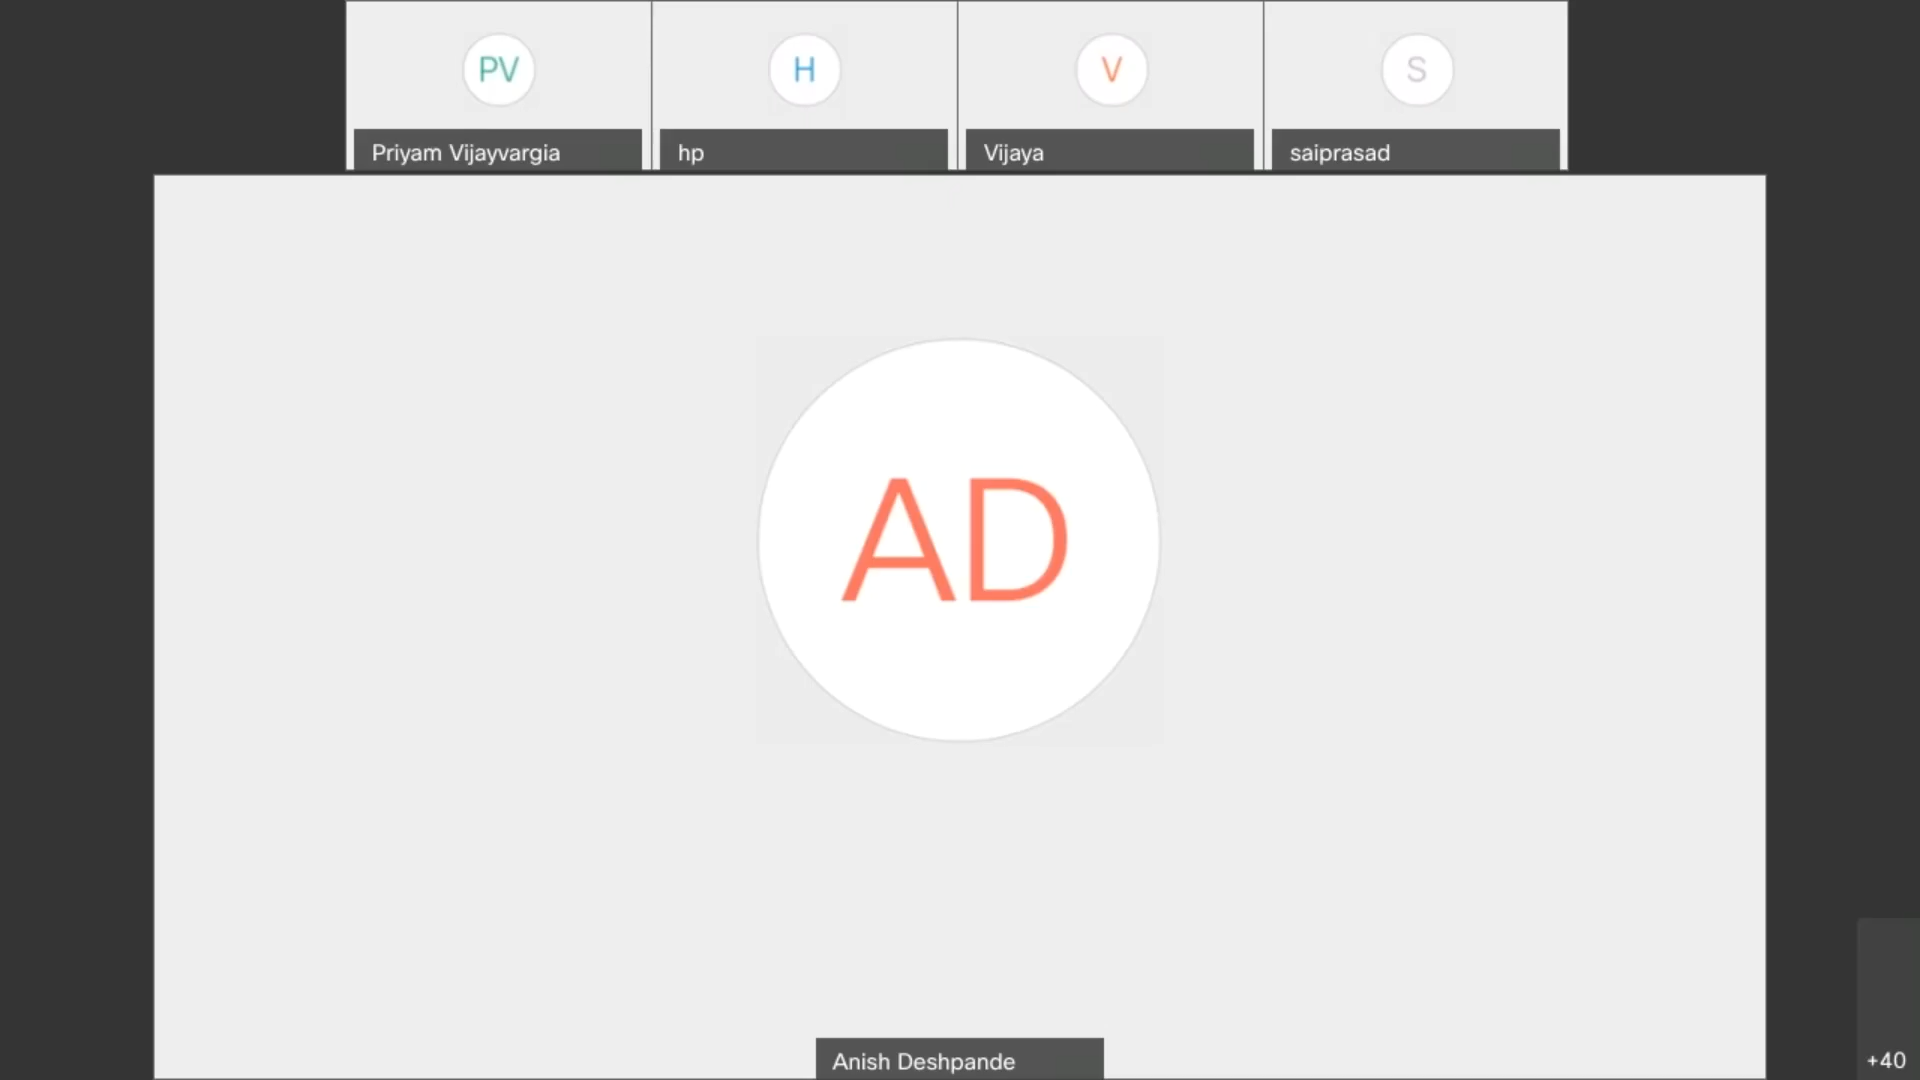 PV
H
V
S
Priyam Vijayvargia
hp
Vijaya
saiprasad
AD
Anish Deshpande
+40